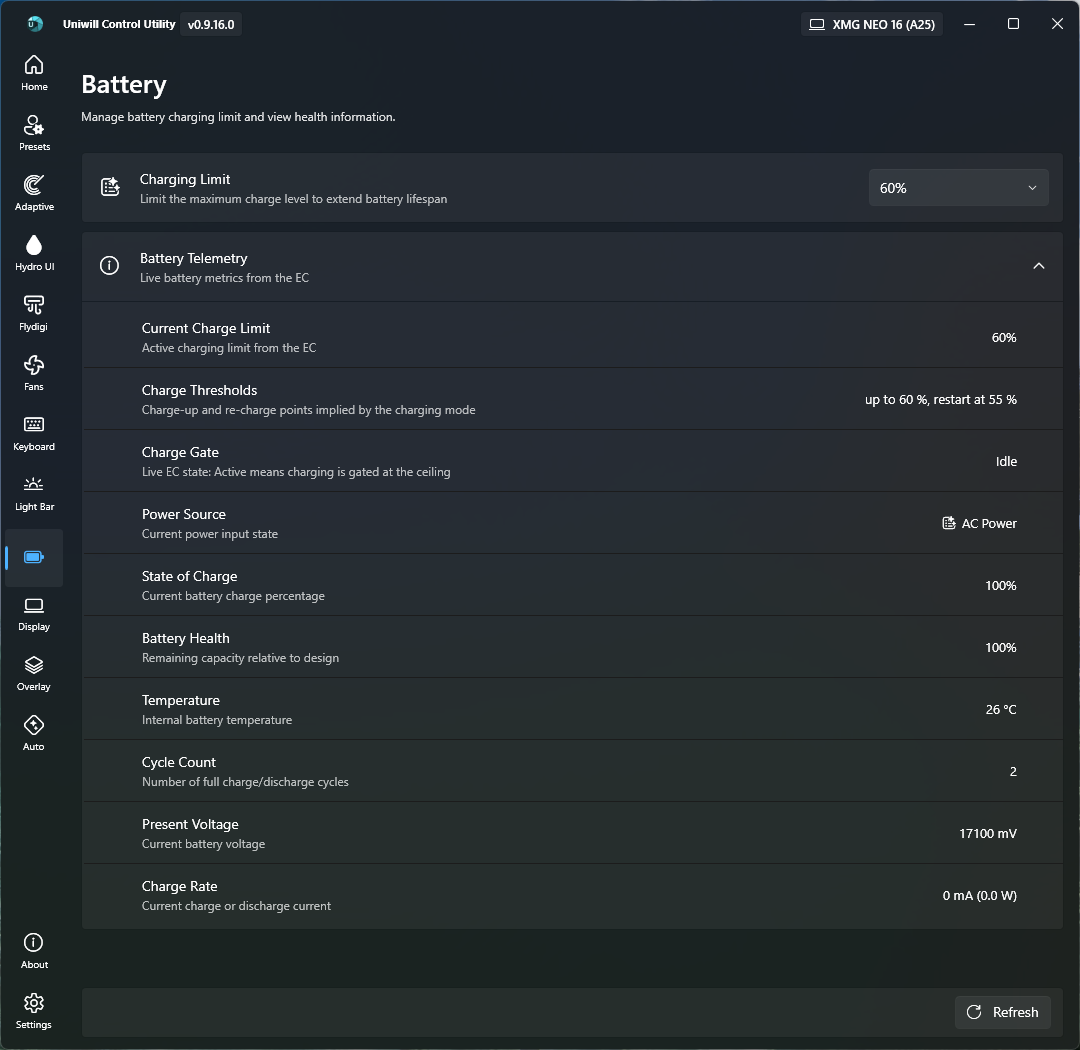 Uniwill Control Utility v0.9.16.0
XMG NEO 16 (A25)
Home
Presets
Adaptive
Hydro UI
Flydigi
Fans
Keyboard
Light Bar
Display
Overlay
Auto
About
Settings
Battery
Manage battery charging limit and view health information.
Charging Limit
Limit the maximum charge level to extend battery lifespan
60%
Battery Telemetry
Live battery metrics from the EC
Current Charge Limit
Active charging limit from the EC
60%
Charge Thresholds
Charge-up and re-charge points implied by the charging mode
up to 60 %, restart at 55 %
Charge Gate
Live EC state: Active means charging is gated at the ceiling
Idle
Power Source
Current power input state
AC Power
State of Charge
Current battery charge percentage
100%
Battery Health
Remaining capacity relative to design
100%
Temperature
Internal battery temperature
26 °C
Cycle Count
Number of full charge/discharge cycles
2
Present Voltage
Current battery voltage
17100 mV
Charge Rate
Current charge or discharge current
0 mA (0.0 W)
Refresh